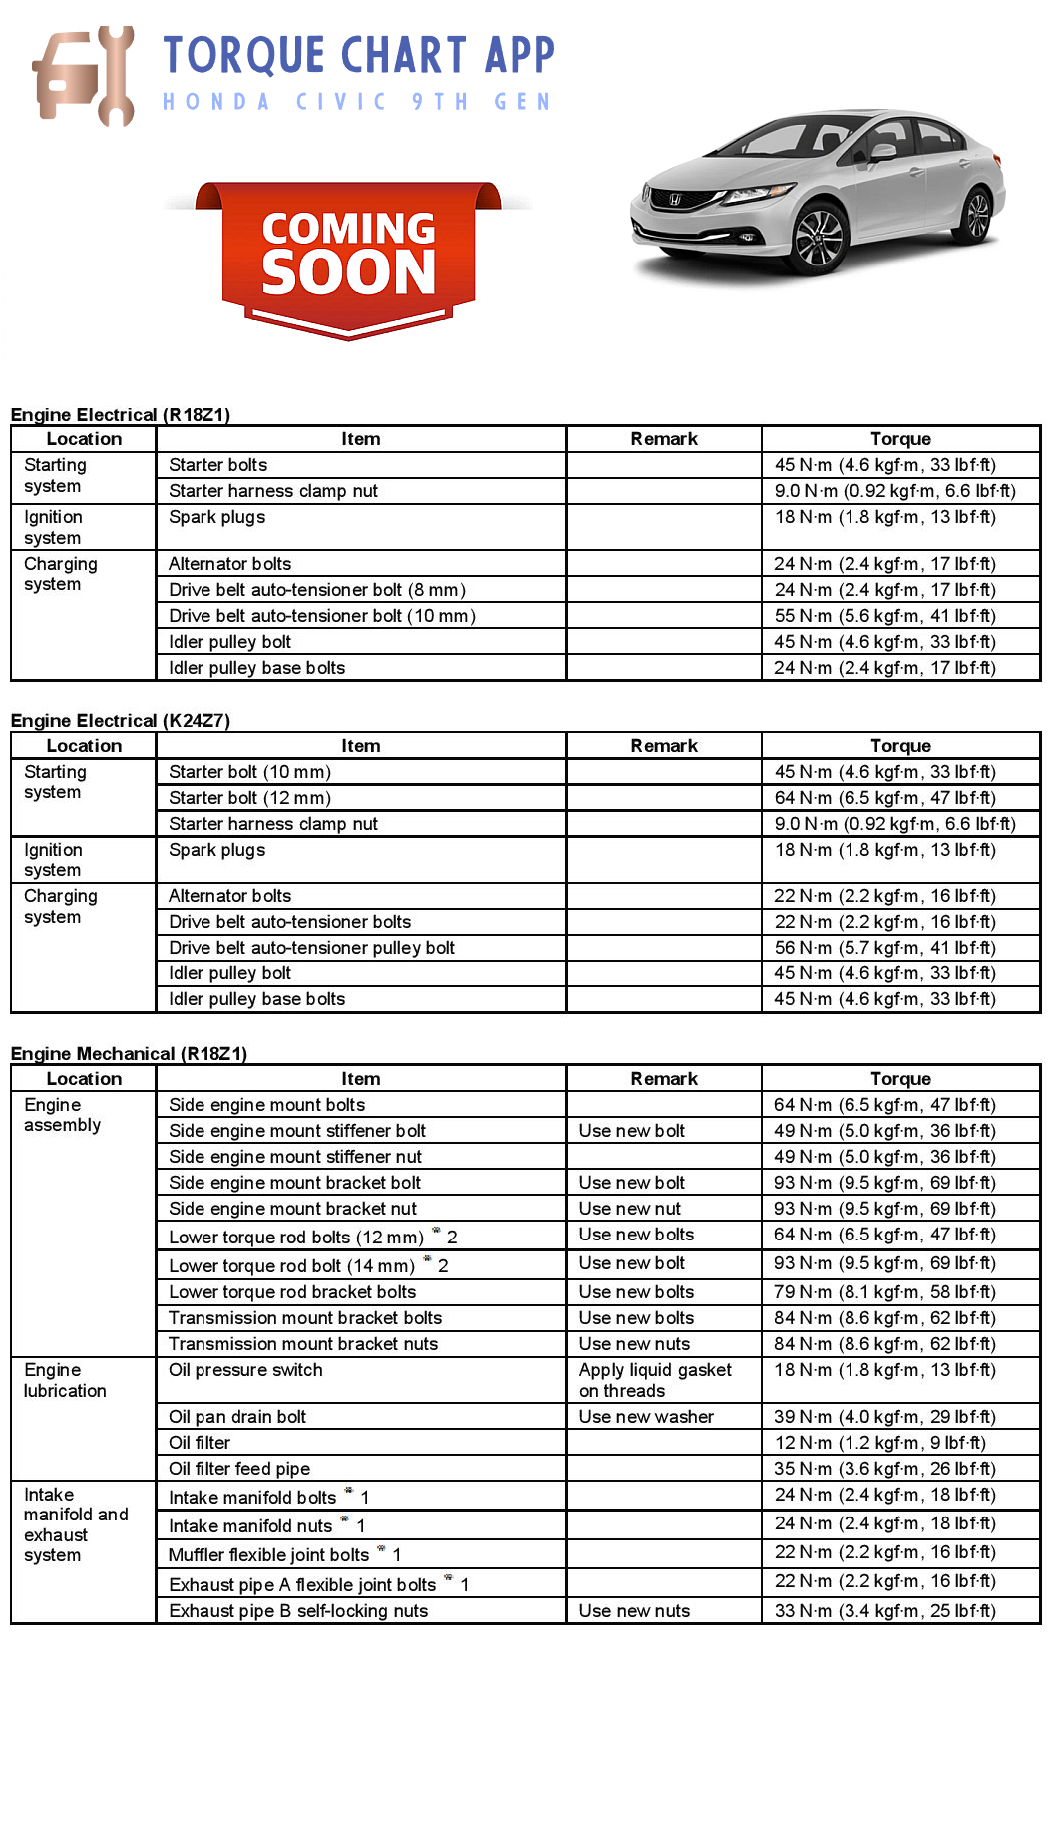 TORQUE CHART APP
HONDA CIVIC 9TH GEN
COMING
SOON
Engine Electrical (R18Z1)
Location Item Remark Torque
Starting Starter bolts 45 N·m (4.6 kgf·m, 33 lbf·ft)
system
Starter harness clamp nut 9.0 N·m (0.92 kgf·m, 6.6 lbf·ft)
Ignition Spark plugs 18 N·m (1.8 kgf·m, 13 lbf·ft)
system
Charging Alternator bolts 24 N·m (2.4 kgf·m, 17 lbf·ft)
system
Drive belt auto-tensioner bolt (8 mm) 24 N·m (2.4 kgf·m, 17 lbf·ft)
Drive belt auto-tensioner bolt (10 mm) 55 N·m (5.6 kgf·m, 41 lbf·ft)
Idler pulley bolt 45 N·m (4.6 kgf·m, 33 lbf·ft)
Idler pulley base bolts 24 N·m (2.4 kgf·m, 17 lbf·ft)
Engine Electrical (K24Z7)
Location Item Remark Torque
Starting Starter bolt (10 mm) 45 N·m (4.6 kgf·m, 33 lbf·ft)
system
Starter bolt (12 mm) 64 N·m (6.5 kgf·m, 47 lbf·ft)
Starter harness clamp nut 9.0 N·m (0.92 kgf·m, 6.6 lbf·ft)
Ignition Spark plugs 18 N·m (1.8 kgf·m, 13 lbf·ft)
system
Charging Alternator bolts 22 N·m (2.2 kgf·m, 16 lbf·ft)
system
Drive belt auto-tensioner bolts 22 N·m (2.2 kgf·m, 16 lbf·ft)
Drive belt auto-tensioner pulley bolt 56 N·m (5.7 kgf·m, 41 lbf·ft)
Idler pulley bolt 45 N·m (4.6 kgf·m, 33 lbf·ft)
Idler pulley base bolts 45 N·m (4.6 kgf·m, 33 lbf·ft)
Engine Mechanical (R18Z1)
Location Item Remark Torque
Engine Side engine mount bolts 64 N·m (6.5 kgf·m, 47 lbf·ft)
assembly
Side engine mount stiffener bolt Use new bolt 49 N·m (5.0 kgf·m, 36 lbf·ft)
Side engine mount stiffener nut 49 N·m (5.0 kgf·m, 36 lbf·ft)
Side engine mount bracket bolt Use new bolt 93 N·m (9.5 kgf·m, 69 lbf·ft)
Side engine mount bracket nut Use new nut 93 N·m (9.5 kgf·m, 69 lbf·ft)
Lower torque rod bolts (12 mm) ※ 2 Use new bolts 64 N·m (6.5 kgf·m, 47 lbf·ft)
Lower torque rod bolt (14 mm) ※ 2 Use new bolt 93 N·m (9.5 kgf·m, 69 lbf·ft)
Lower torque rod bracket bolts Use new bolts 79 N·m (8.1 kgf·m, 58 lbf·ft)
Transmission mount bracket bolts Use new bolts 84 N·m (8.6 kgf·m, 62 lbf·ft)
Transmission mount bracket nuts Use new nuts 84 N·m (8.6 kgf·m, 62 lbf·ft)
Engine Oil pressure switch Apply liquid gasket 18 N·m (1.8 kgf·m, 13 lbf·ft)
lubrication on threads
Oil pan drain bolt Use new washer 39 N·m (4.0 kgf·m, 29 lbf·ft)
Oil filter 12 N·m (1.2 kgf·m, 9 lbf·ft)
Oil filter feed pipe 35 N·m (3.6 kgf·m, 26 lbf·ft)
Intake Intake manifold bolts ※ 1 24 N·m (2.4 kgf·m, 18 lbf·ft)
manifold and
Intake manifold nuts ※ 1 24 N·m (2.4 kgf·m, 18 lbf·ft)
exhaust
system Muffler flexible joint bolts ※ 1 22 N·m (2.2 kgf·m, 16 lbf·ft)
Exhaust pipe A flexible joint bolts ※ 1 22 N·m (2.2 kgf·m, 16 lbf·ft)
Exhaust pipe B self-locking nuts Use new nuts 33 N·m (3.4 kgf·m, 25 lbf·ft)